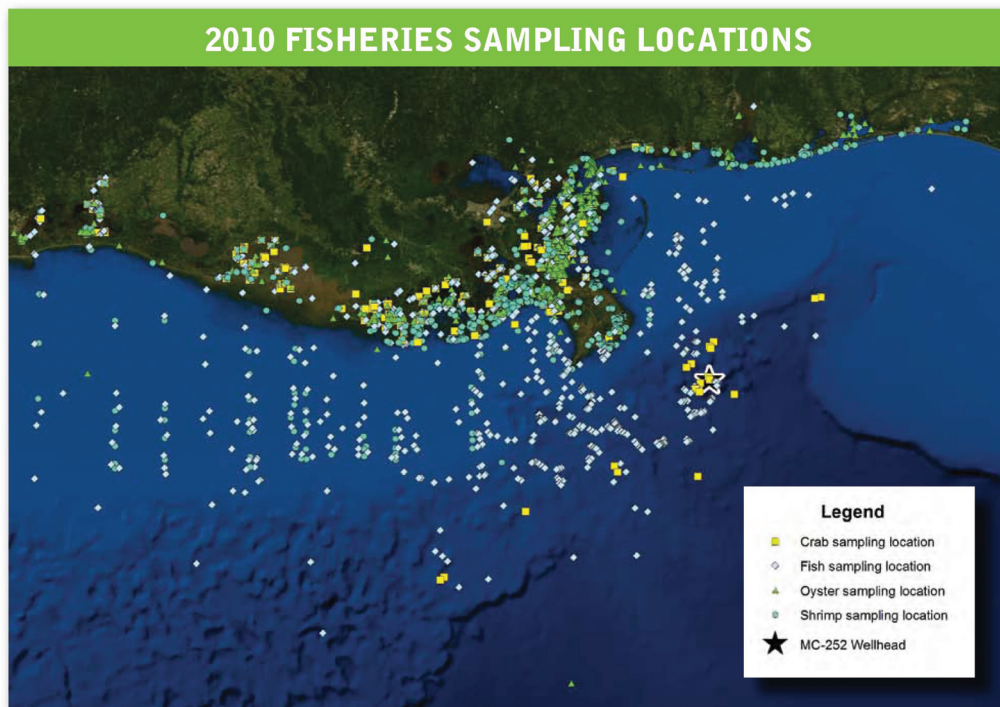 2010 FISHERIES SAMPLING LOCATIONS
Legend
Crab sampling location
Fish sampling location
Oyster sampling location
Shrimp sampling location
MC-252 Wellhead